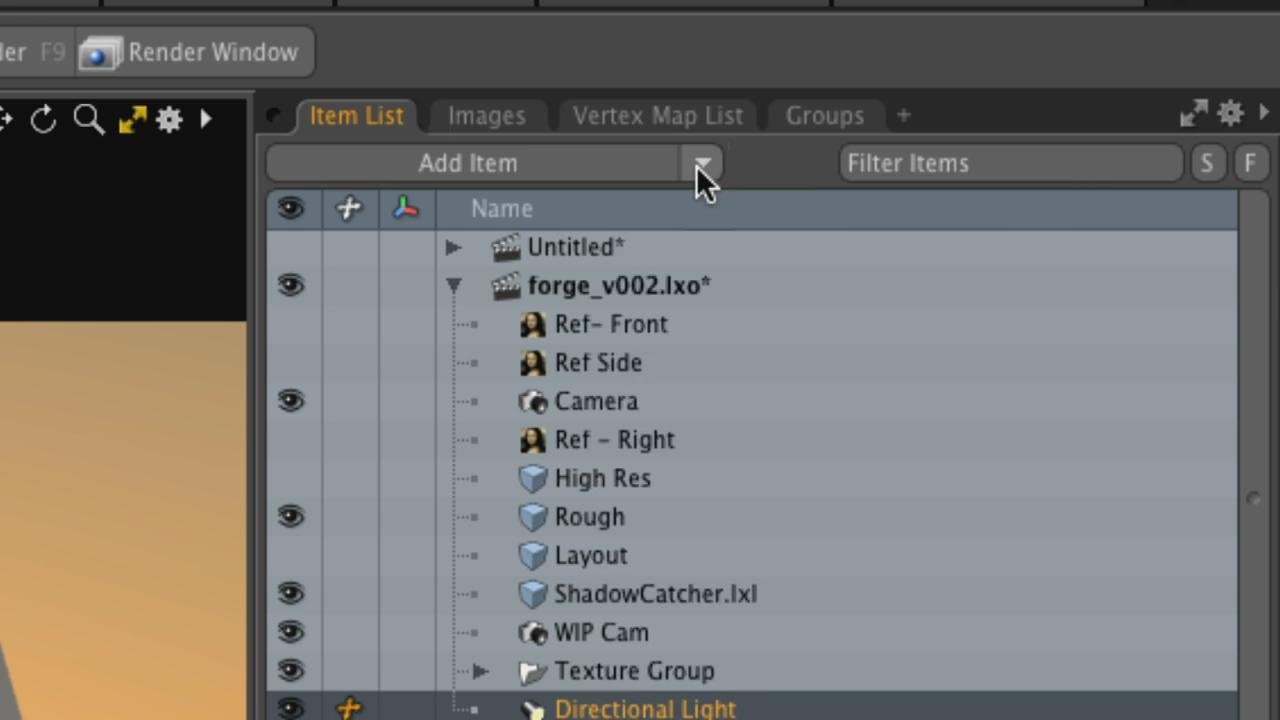 der F9 Render Window
Item List Images Vertex Map List Groups +
Add Item Filter Items S F
Name
Untitled*
forge_v002.lxo*
Ref- Front
Ref Side
Camera
Ref - Right
High Res
Rough
Layout
ShadowCatcher.lxl
WIP Cam
Texture Group
Directional Light